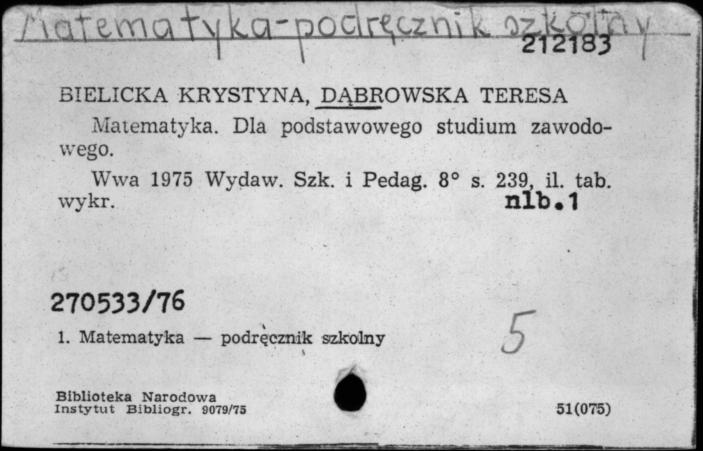 Matematyka-podręcznik szkolny
212183
BIELICKA KRYSTYNA, DĄBROWSKA TERESA
Matematyka. Dla podstawowego studium zawodo-
wego.
Wwa 1975 Wydaw. Szk. i Pedag. 8° s. 239, il. tab.
wykr.
nlb.1
270533/76
1. Matematyka — podręcznik szkolny
5
Biblioteka Narodowa
Instytut Bibliogr. 9079/75
51(075)